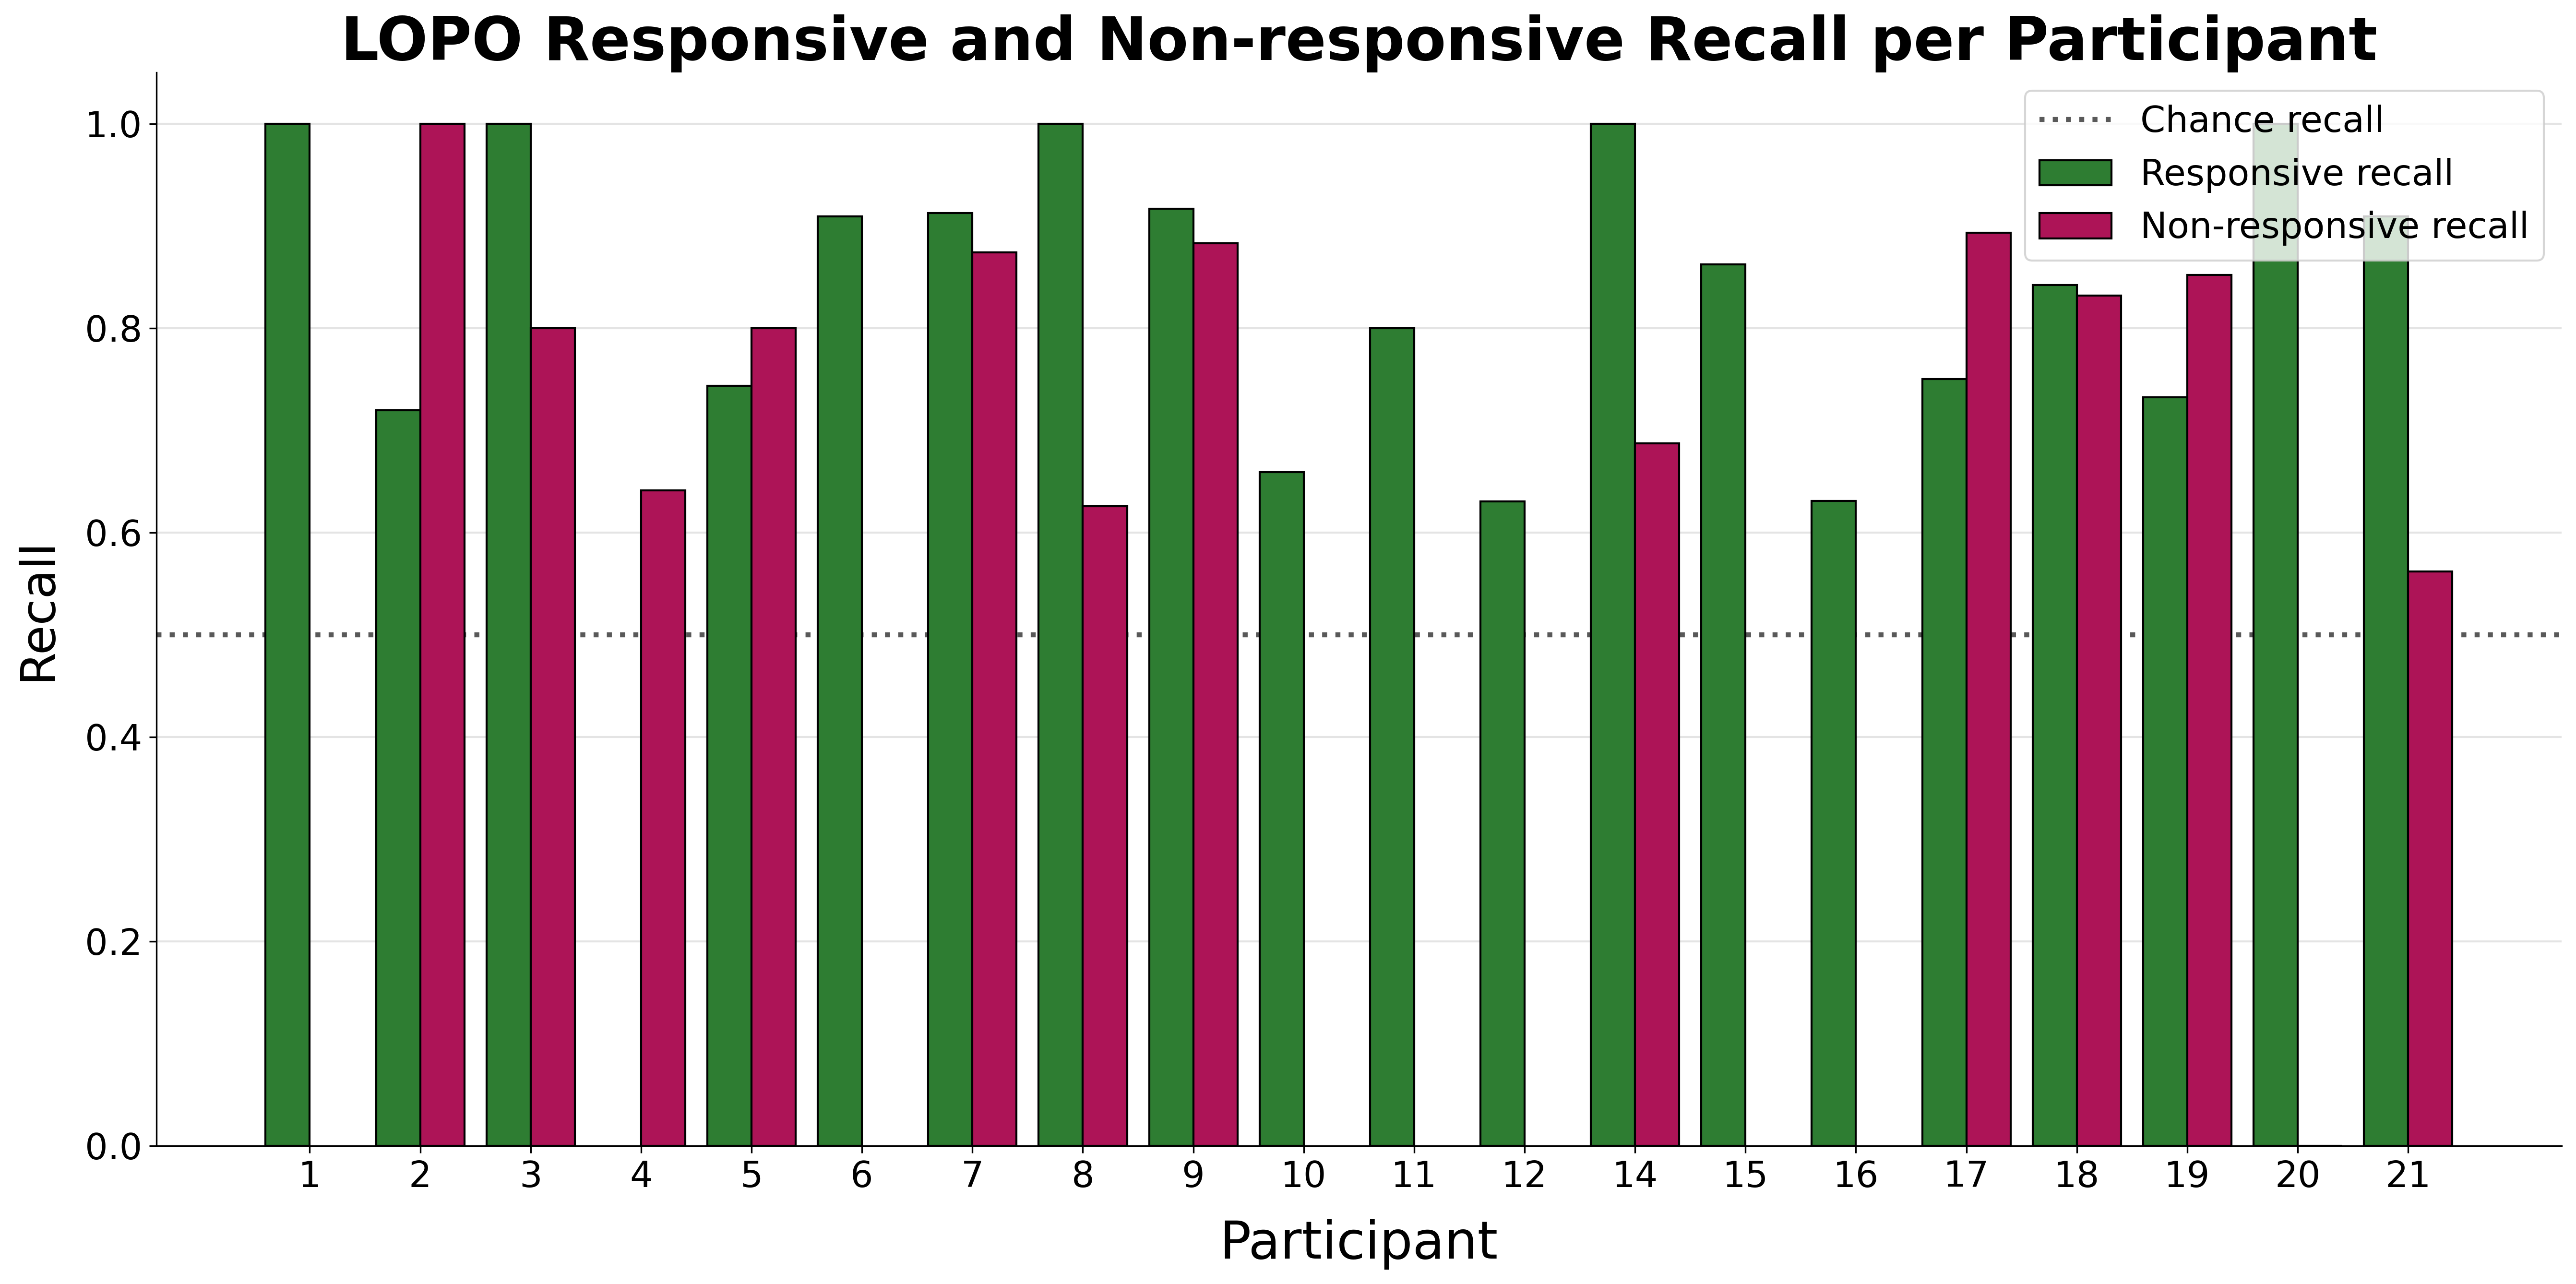 LOPO Responsive and Non-responsive Recall per Participant
Chance recall
Responsive recall
Non-responsive recall
Recall
1.0
0.8
0.6
0.4
0.2
0.0
1 2 3 4 5 6 7 8 9 10 11 12 14 15 16 17 18 19 20 21
Participant